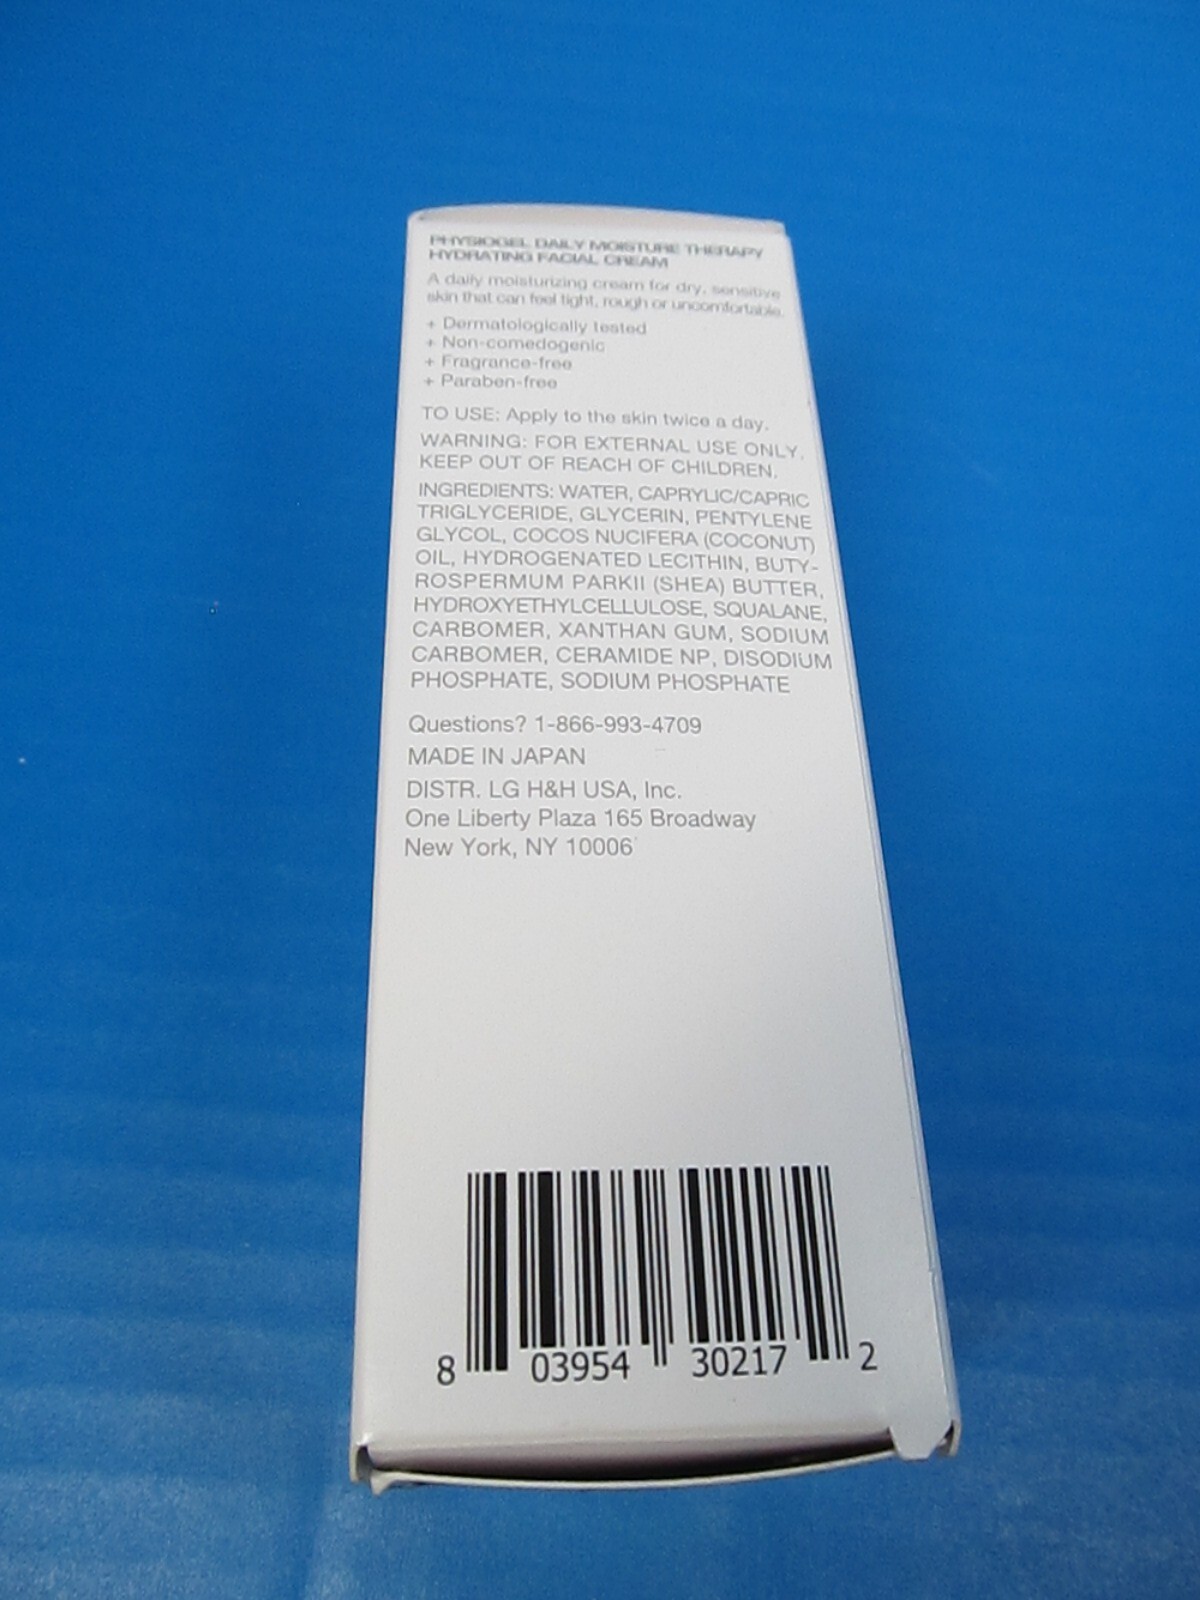 PHYSIOGEL DAILY MOISTURE THERAPY
HYDRATING FACIAL CREAM
A daily moisturizing cream for dry, sensitive
skin that can feel tight, rough or uncomfortable.
+ Dermatologically tested
+ Non-comedogenic
+ Fragrance-free
+ Paraben-free
TO USE: Apply to the skin twice a day.
WARNING: FOR EXTERNAL USE ONLY.
KEEP OUT OF REACH OF CHILDREN.
INGREDIENTS: WATER, CAPRYLIC/CAPRIC
TRIGLYCERIDE, GLYCERIN, PENTYLENE
GLYCOL, COCOS NUCIFERA (COCONUT)
OIL, HYDROGENATED LECITHIN, BUTY-
ROSPERMUM PARKII (SHEA) BUTTER,
HYDROXYETHYLCELLULOSE, SQUALANE,
CARBOMER, XANTHAN GUM, SODIUM
CARBOMER, CERAMIDE NP, DISODIUM
PHOSPHATE, SODIUM PHOSPHATE
Questions? 1-866-993-4709
MADE IN JAPAN
DISTR. LG H&H USA, Inc.
One Liberty Plaza 165 Broadway
New York, NY 10006
8 03954 30217 2